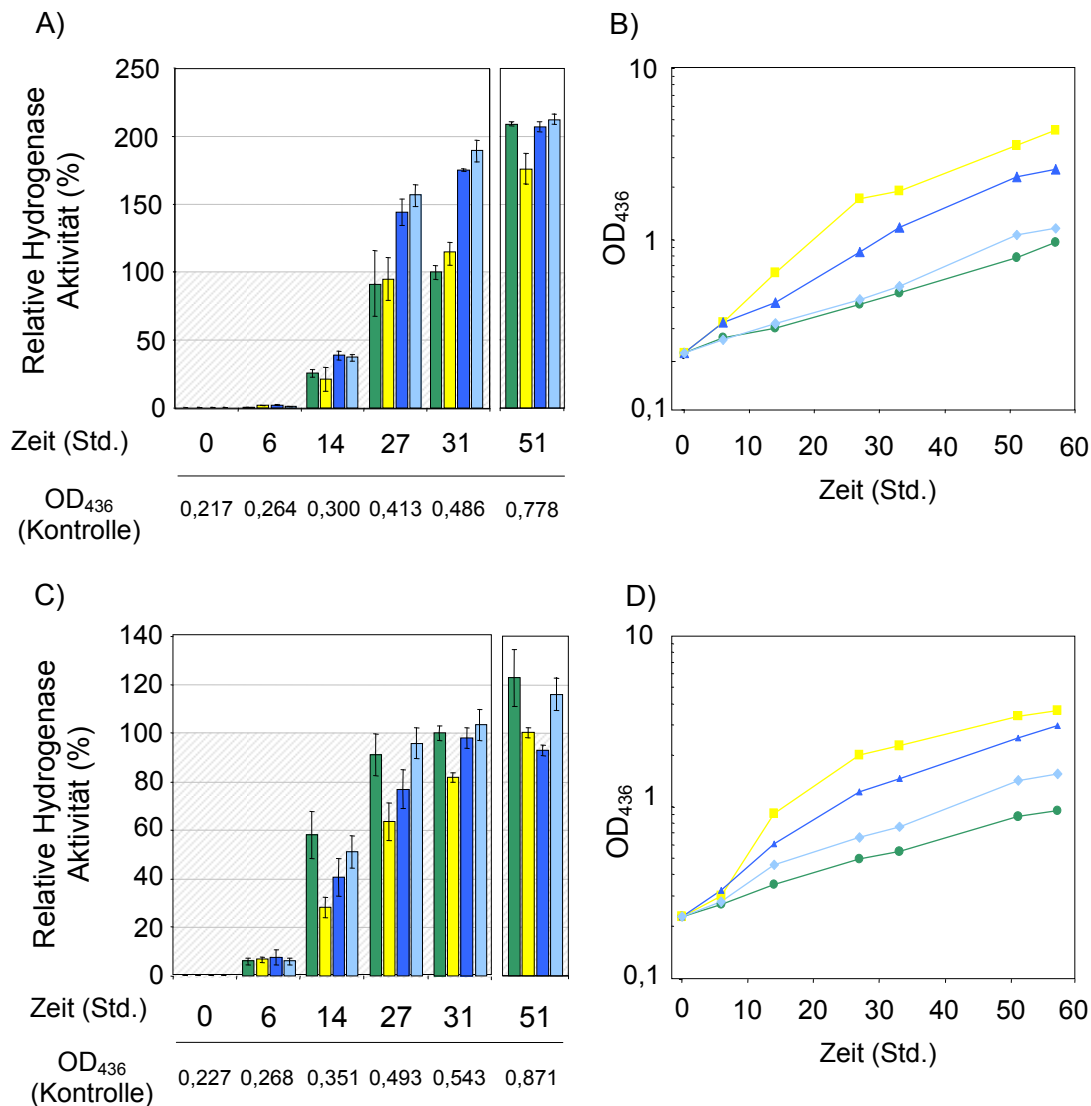 A)
Relative Hydrogenase
Aktivität (%)
250
200
150
100
50
0
Zeit (Std.)
0 6 14 27 31 51
OD436
(Kontrolle)
0,217 0,264 0,300 0,413 0,486 0,778
B)
OD436
10
1
0,1
0 10 20 30 40 50 60
Zeit (Std.)
C)
Relative Hydrogenase
Aktivität (%)
140
120
100
80
60
40
20
0
Zeit (Std.)
0 6 14 27 31 51
OD436
(Kontrolle)
0,227 0,268 0,351 0,493 0,543 0,871
D)
OD436
10
1
0,1
0 10 20 30 40 50 60
Zeit (Std.)